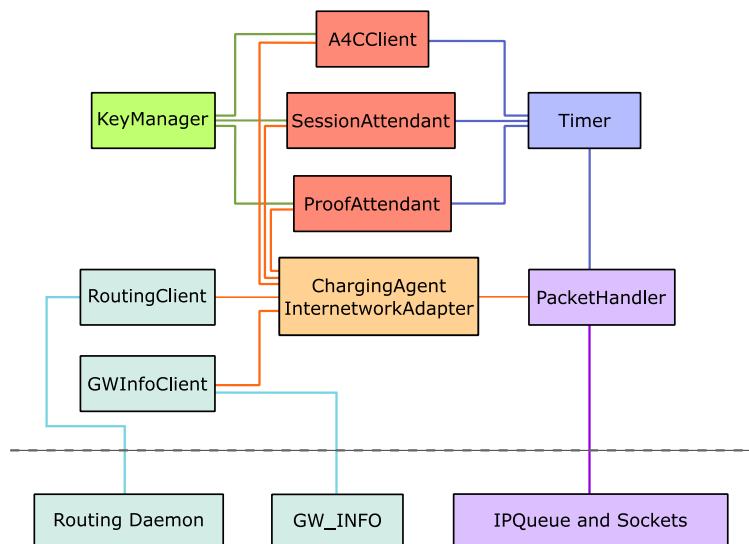 A4CClient
KeyManager
SessionAttendant
Timer
ProofAttendant
RoutingClient
ChargingAgent
InternetworkAdapter
PacketHandler
GWInfoClient
Routing Daemon
GW_INFO
IPQueue and Sockets